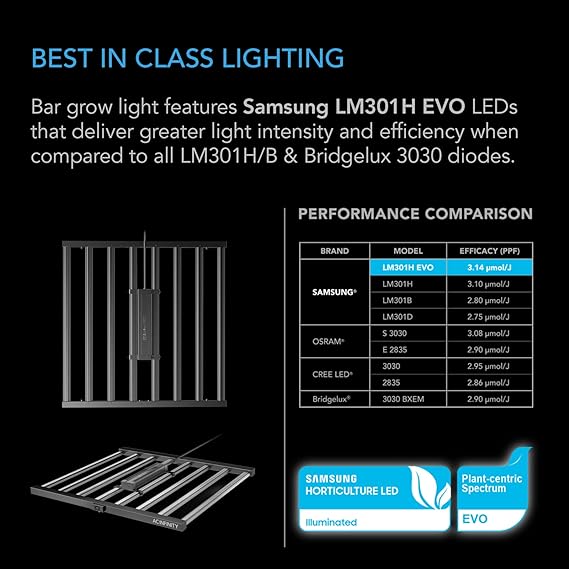 BEST IN CLASS LIGHTING
Bar grow light features Samsung LM301H EVO LEDs
that deliver greater light intensity and efficiency when
compared to all LM301H/B & Bridgelux 3030 diodes.
PERFORMANCE COMPARISON
BRAND MODEL EFFICACY (PPF)
SAMSUNG® LM301H EVO 3.14 µmol/J
LM301H 3.10 µmol/J
LM301B 2.80 µmol/J
LM301D 2.75 µmol/J
OSRAM® S 3030 3.08 µmol/J
E 2835 2.90 µmol/J
CREE LED® 3030 2.95 µmol/J
2835 2.86 µmol/J
Bridgelux® 3030 BXEM 2.90 µmol/J
AC INFINITY
SAMSUNG
HORTICULTURE LED
Illuminated
Plant-centric
Spectrum
EVO